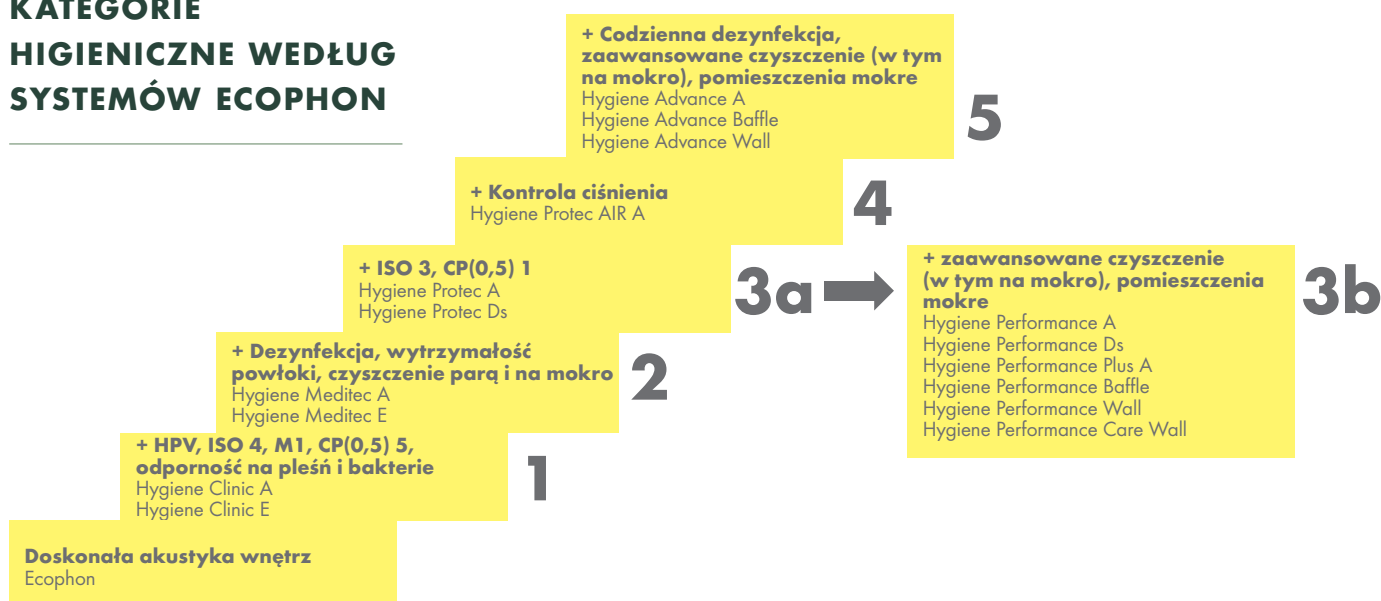 KATEGORIE
HIGIENICZNE WEDŁUG
SYSTEMÓW ECOPHON
+ Codzienna dezynfekcja,
zaawansowane czyszczenie (w tym
na mokro), pomieszczenia mokre
Hygiene Advance A
Hygiene Advance Baffle
Hygiene Advance Wall
5
+ Kontrola ciśnienia
Hygiene Protec AIR A
4
+ ISO 3, CP(0,5) 1
Hygiene Protec A
Hygiene Protec Ds
3a
+ zaawansowane czyszczenie
(w tym na mokro), pomieszczenia
mokre
Hygiene Performance A
Hygiene Performance Ds
Hygiene Performance Plus A
Hygiene Performance Baffle
Hygiene Performance Wall
Hygiene Performance Care Wall
3b
+ Dezynfekcja, wytrzymałość
powłoki, czyszczenie parą i na mokro
Hygiene Meditec A
Hygiene Meditec E
2
+ HPV, ISO 4, M1, CP(0,5) 5,
odporność na pleśń i bakterie
Hygiene Clinic A
Hygiene Clinic E
1
Doskonała akustyka wnętrz
Ecophon